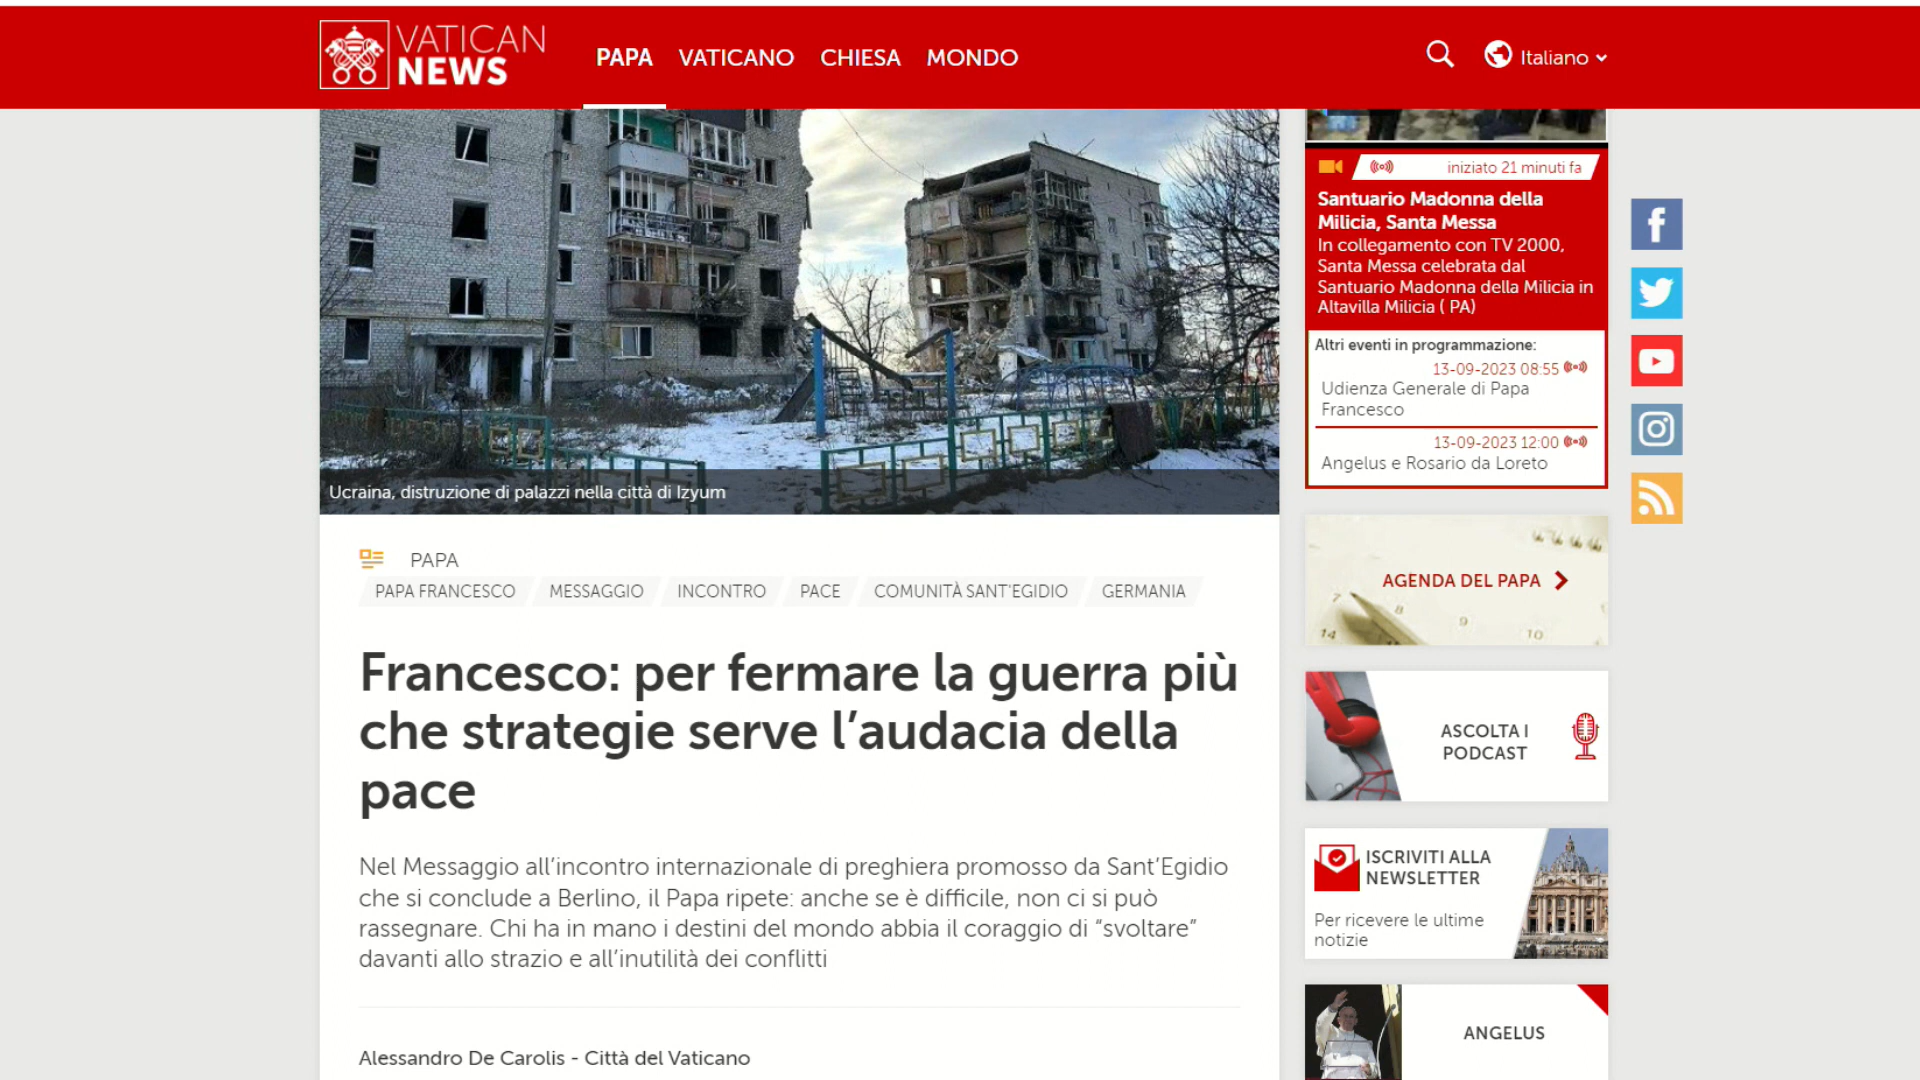 VATICAN
NEWS
PAPA VATICANO CHIESA MONDO
Italiano
Ucraina, distruzione di palazzi nella città di Izyum
PAPA
PAPA FRANCESCO MESSAGGIO INCONTRO PACE COMUNITÀ SANT'EGIDIO GERMANIA
Francesco: per fermare la guerra più
che strategie serve l’audacia della
pace
Nel Messaggio all’incontro internazionale di preghiera promosso da Sant’Egidio
che si conclude a Berlino, il Papa ripete: anche se è difficile, non ci si può
rassegnare. Chi ha in mano i destini del mondo abbia il coraggio di “svoltare”
davanti allo strazio e all’inutilità dei conflitti
Alessandro De Carolis - Città del Vaticano
iniziato 21 minuti fa
Santuario Madonna della
Milicia, Santa Messa
In collegamento con TV 2000,
Santa Messa celebrata dal
Santuario Madonna della Milicia in
Altavilla Milicia ( PA)
Altri eventi in programmazione:
13-09-2023 08:55
Udienza Generale di Papa
Francesco
13-09-2023 12:00
Angelus e Rosario da Loreto
AGENDA DEL PAPA
7 8 9 10
14
ASCOLTA I
PODCAST
ISCRIVITI ALLA
NEWSLETTER
Per ricevere le ultime
notizie
ANGELUS